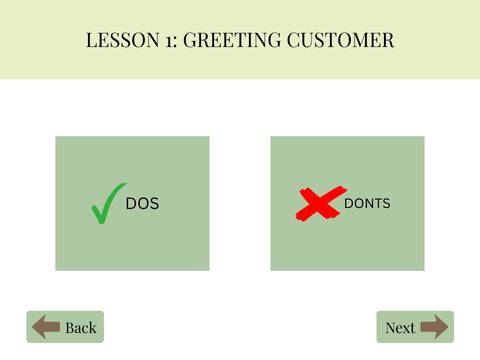 LESSON 1: GREETING CUSTOMER
DOS
DONTS
Back
Next